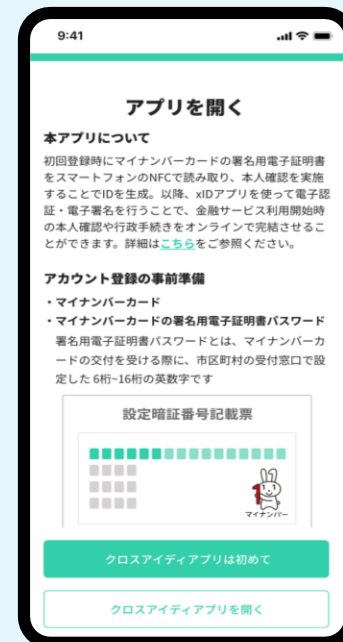 9:41
アプリを開く
本アプリについて
初回登録時にマイナンバーカードの署名用電子証明書
をスマートフォンのNFCで読み取り、本人確認を実施
することでIDを生成。以降、xIDアプリを使って電子認
証・電子署名を行うことで、金融サービス利用開始時
の本人確認や行政手続きをオンラインで完結させるこ
とができます。詳細はこちらをご参照ください。
アカウント登録の事前準備
・マイナンバーカード
・マイナンバーカードの署名用電子証明書パスワード
署名用電子証明書パスワードとは、マイナンバーカ
ードの交付を受ける際に、市区町村の受付窓口で設
定した 6桁~16桁の英数字です
設定暗証番号記載票
マイナンバー
クロスアイディアプリは初めて
クロスアイディアプリを開く